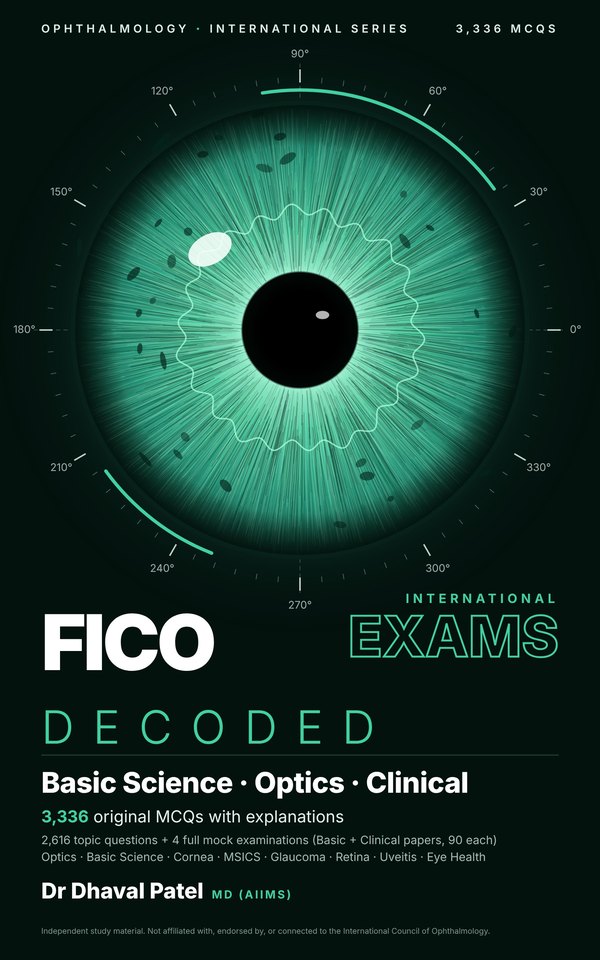 OPHTHALMOLOGY · INTERNATIONAL SERIES
3,336 MCQS
90°
120°
60°
150°
30°
180°
0°
210°
330°
240°
300°
270°
INTERNATIONAL
FICO
EXAMS
DECODED
Basic Science · Optics · Clinical
3,336 original MCQs with explanations
2,616 topic questions + 4 full mock examinations (Basic + Clinical papers, 90 each)
Optics · Basic Science · Cornea · MSICS · Glaucoma · Retina · Uveitis · Eye Health
Dr Dhaval Patel MD (AIIMS)
Independent study material. Not affiliated with, endorsed by, or connected to the International Council of Ophthalmology.